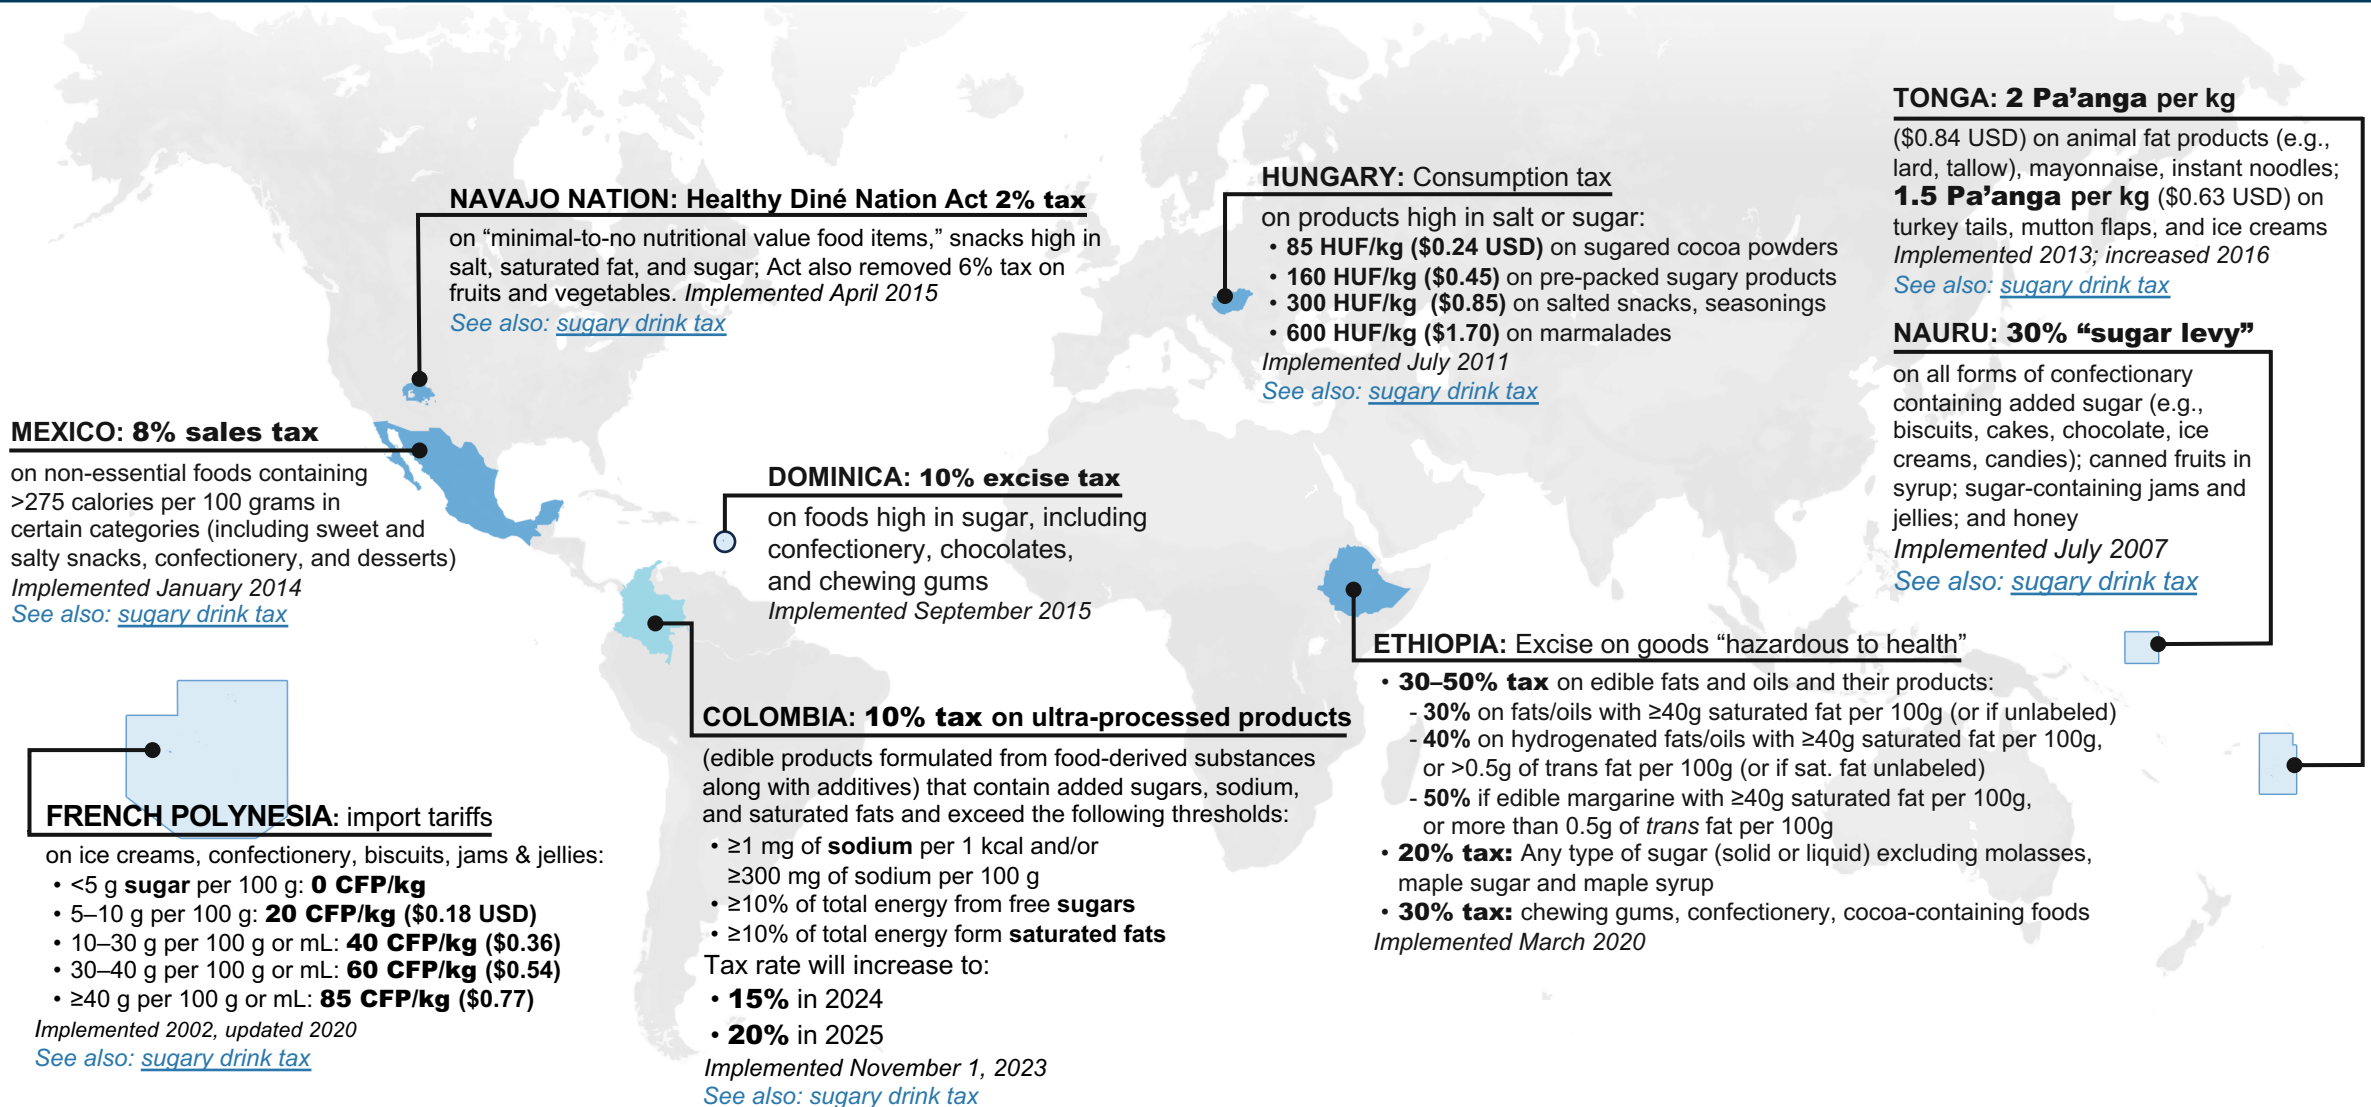 NAVAJO NATION: Healthy Diné Nation Act 2% tax
on “minimal-to-no nutritional value food items,” snacks high in
salt, saturated fat, and sugar; Act also removed 6% tax on
fruits and vegetables. Implemented April 2015
See also: sugary drink tax
MEXICO: 8% sales tax
on non-essential foods containing
>275 calories per 100 grams in
certain categories (including sweet and
salty snacks, confectionery, and desserts)
Implemented January 2014
See also: sugary drink tax
FRENCH POLYNESIA: import tariffs
on ice creams, confectionery, biscuits, jams & jellies:
• <5 g sugar per 100 g: 0 CFP/kg
• 5–10 g per 100 g: 20 CFP/kg ($0.18 USD)
• 10–30 g per 100 g or mL: 40 CFP/kg ($0.36)
• 30–40 g per 100 g or mL: 60 CFP/kg ($0.54)
• ≥40 g per 100 g or mL: 85 CFP/kg ($0.77)
Implemented 2002, updated 2020
See also: sugary drink tax
DOMINICA: 10% excise tax
on foods high in sugar, including
confectionery, chocolates,
and chewing gums
Implemented September 2015
COLOMBIA: 10% tax on ultra-processed products
(edible products formulated from food-derived substances
along with additives) that contain added sugars, sodium,
and saturated fats and exceed the following thresholds:
• ≥1 mg of sodium per 1 kcal and/or
≥300 mg of sodium per 100 g
• ≥10% of total energy from free sugars
• ≥10% of total energy form saturated fats
Tax rate will increase to:
• 15% in 2024
• 20% in 2025
Implemented November 1, 2023
See also: sugary drink tax
HUNGARY: Consumption tax
on products high in salt or sugar:
• 85 HUF/kg ($0.24 USD) on sugared cocoa powders
• 160 HUF/kg ($0.45) on pre-packed sugary products
• 300 HUF/kg ($0.85) on salted snacks, seasonings
• 600 HUF/kg ($1.70) on marmalades
Implemented July 2011
See also: sugary drink tax
TONGA: 2 Pa’anga per kg
($0.84 USD) on animal fat products (e.g.,
lard, tallow), mayonnaise, instant noodles;
1.5 Pa’anga per kg ($0.63 USD) on
turkey tails, mutton flaps, and ice creams
Implemented 2013; increased 2016
See also: sugary drink tax
NAURU: 30% “sugar levy”
on all forms of confectionary
containing added sugar (e.g.,
biscuits, cakes, chocolate, ice
creams, candies); canned fruits in
syrup; sugar-containing jams and
jellies; and honey
Implemented July 2007
See also: sugary drink tax
ETHIOPIA: Excise on goods “hazardous to health”
• 30–50% tax on edible fats and oils and their products:
- 30% on fats/oils with ≥40g saturated fat per 100g (or if unlabeled)
- 40% on hydrogenated fats/oils with ≥40g saturated fat per 100g,
or >0.5g of trans fat per 100g (or if sat. fat unlabeled)
- 50% if edible margarine with ≥40g saturated fat per 100g,
or more than 0.5g of trans fat per 100g
• 20% tax: Any type of sugar (solid or liquid) excluding molasses,
maple sugar and maple syrup
• 30% tax: chewing gums, confectionery, cocoa-containing foods
Implemented March 2020